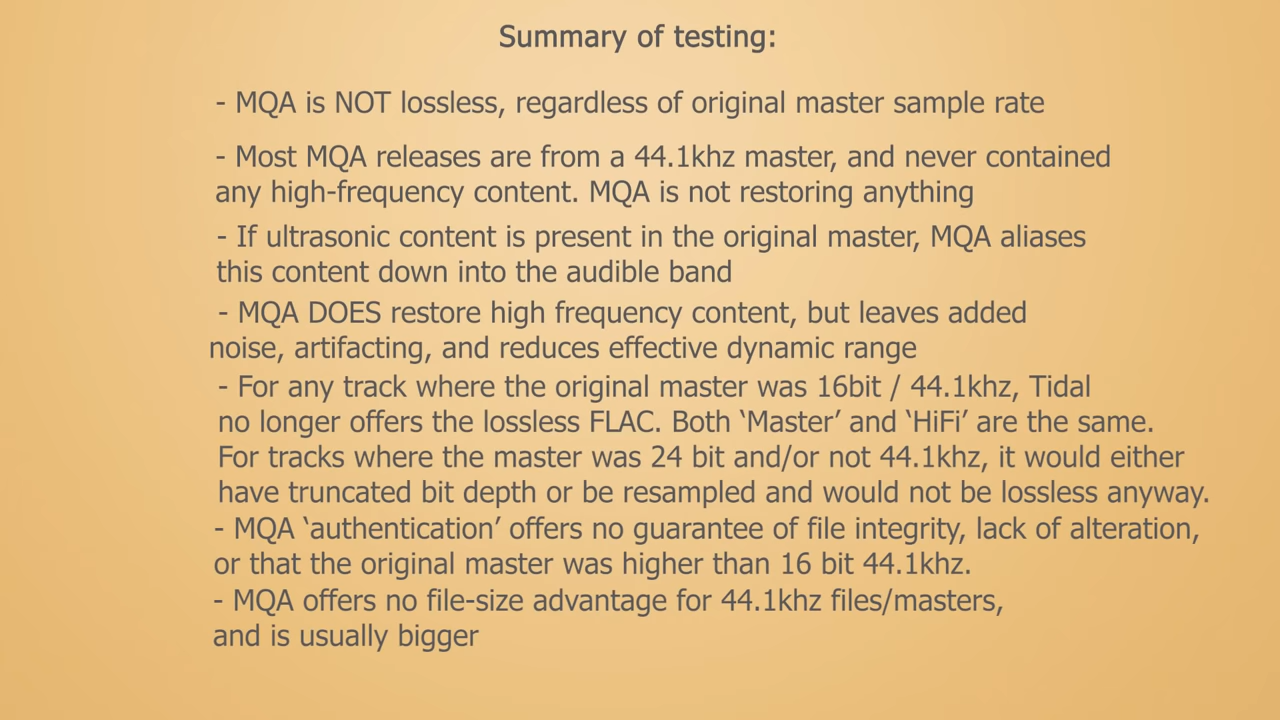 Summary of testing:
- MQA is NOT lossless, regardless of original master sample rate
- Most MQA releases are from a 44.1khz master, and never contained
any high-frequency content. MQA is not restoring anything
- If ultrasonic content is present in the original master, MQA aliases
this content down into the audible band
- MQA DOES restore high frequency content, but leaves added
noise, artifacting, and reduces effective dynamic range
- For any track where the original master was 16bit / 44.1khz, Tidal
no longer offers the lossless FLAC. Both ‘Master’ and ‘HiFi’ are the same.
For tracks where the master was 24 bit and/or not 44.1khz, it would either
have truncated bit depth or be resampled and would not be lossless anyway.
- MQA ‘authentication’ offers no guarantee of file integrity, lack of alteration,
or that the original master was higher than 16 bit 44.1khz.
- MQA offers no file-size advantage for 44.1khz files/masters,
and is usually bigger